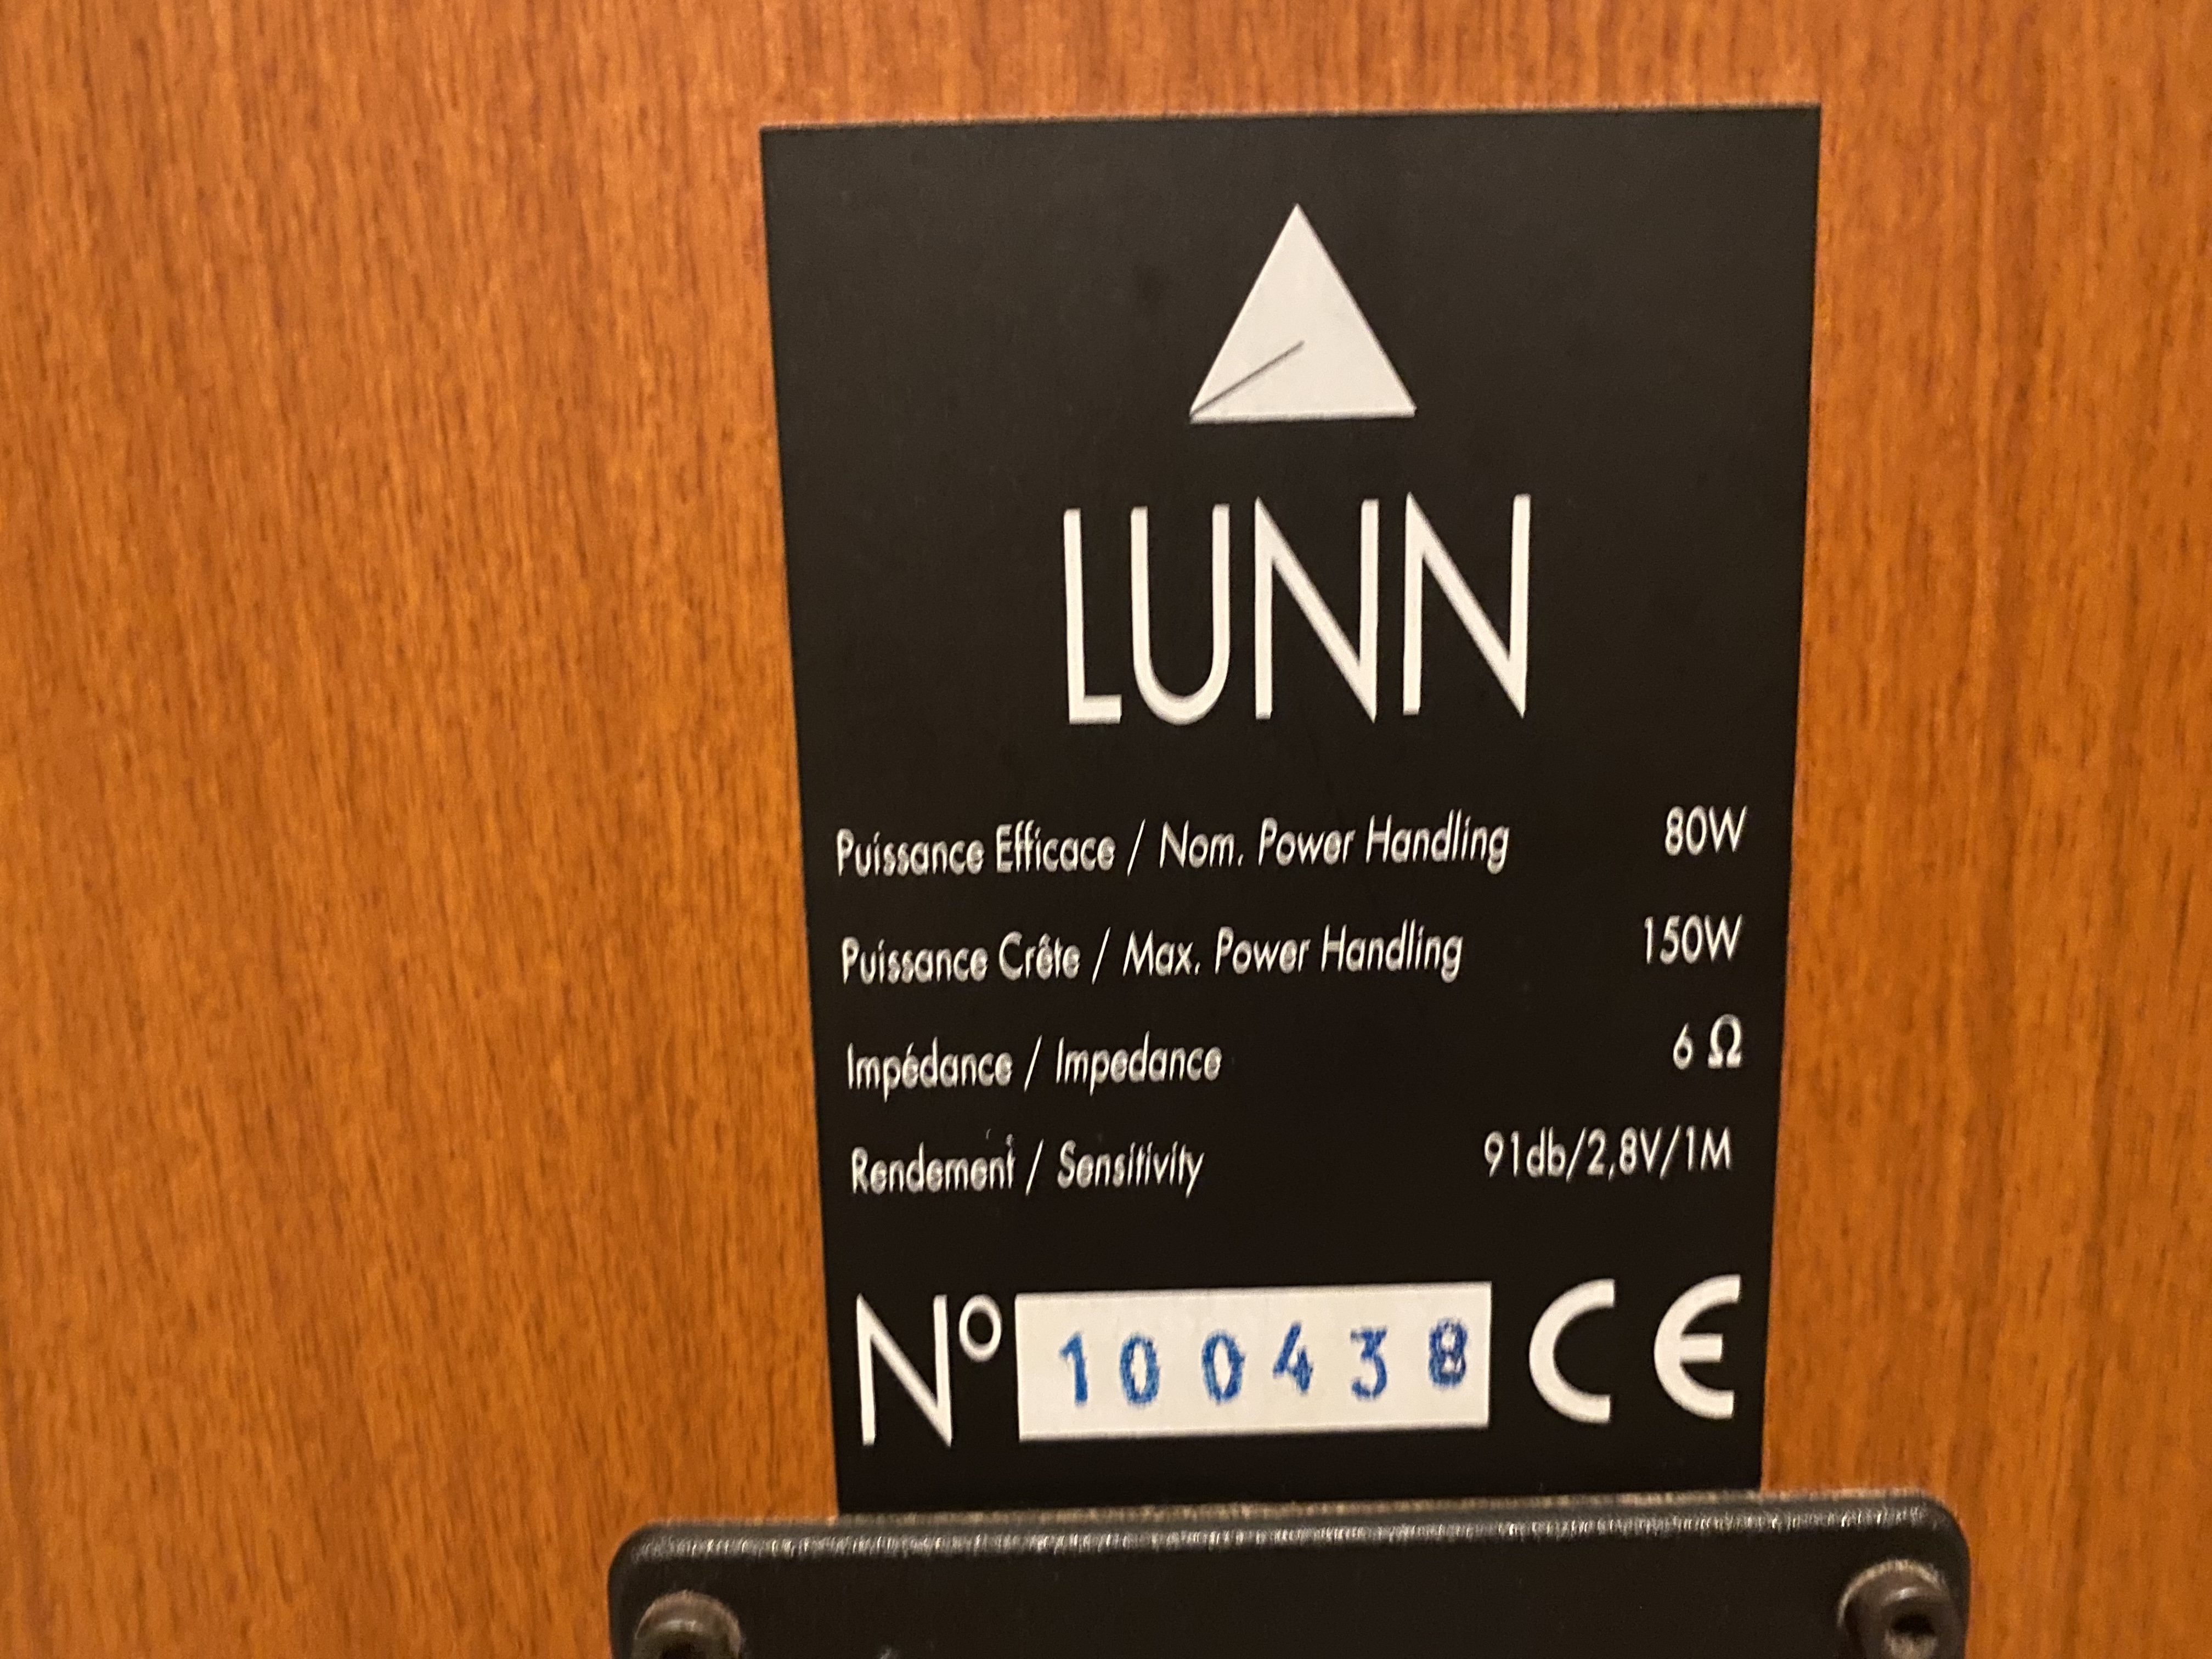 LUNN
Puissance Efficace / Nom. Power Handling 80W
Puissance Crête / Max. Power Handling 150W
Impédance / Impedance 6 Ω
Rendement / Sensitivity 91db/2,8V/1M
Nº 100438 CE